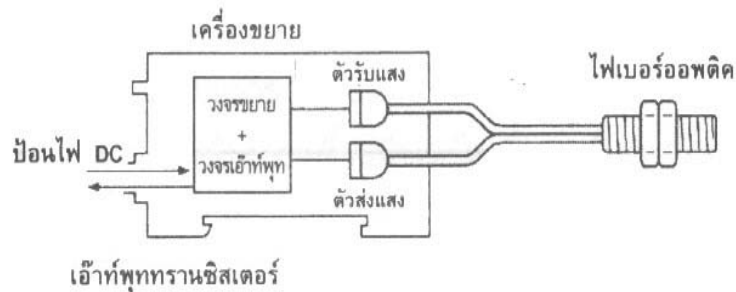 เครื่องขยาย
ตัวรับแสง
ไฟเบอร์ออพติค
วงจรขยาย
+
วงจรเอ๊าท์พุท
ป้อนไฟ DC
ตัวส่งแสง
เอ๊าท์พุททรานซิสเตอร์